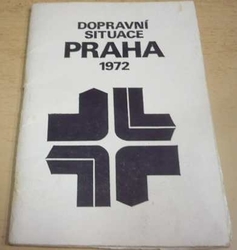 DOPRAVNÍ
SITUACE
PRAHA
1972